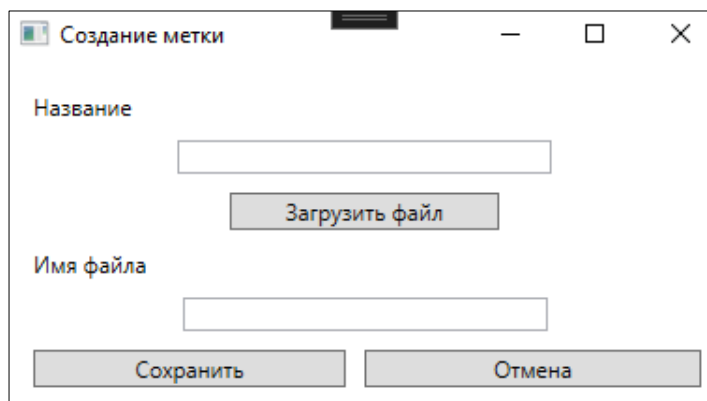 Создание метки
Название
Загрузить файл
Имя файла
Сохранить Отмена